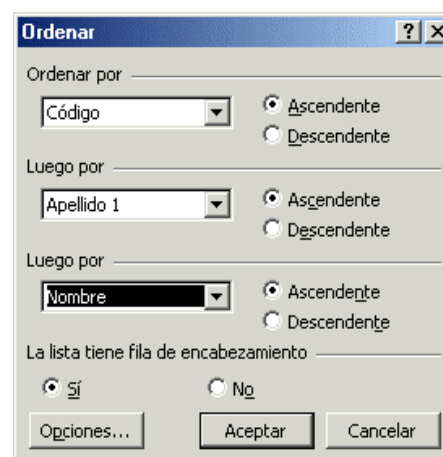 Ordenar
Ordenar por
Código
Ascendente
Descendente
Luego por
Apellido 1
Ascendente
Descendente
Luego por
Nombre
Ascendente
Descendente
La lista tiene fila de encabezamiento
Sí No
Opciones... Aceptar Cancelar